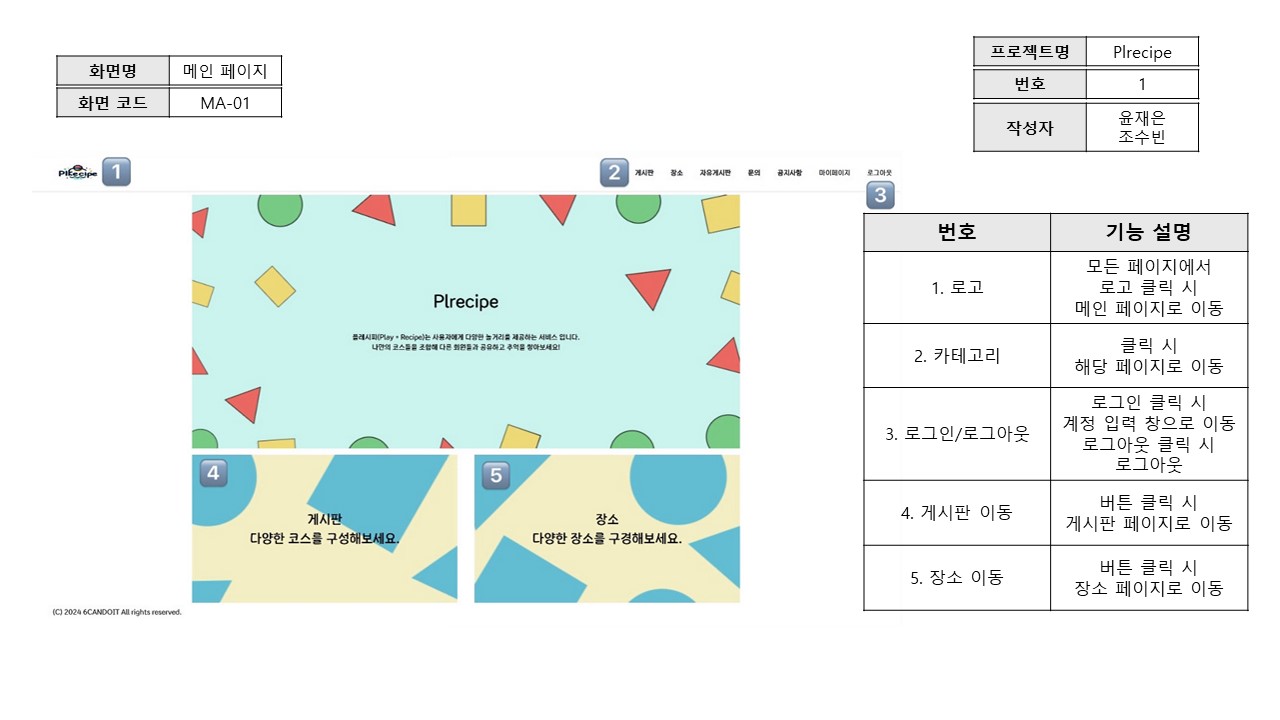 화면명 메인 페이지
화면 코드 MA-01
프로젝트명 Plrecipe
번호 1
작성자 윤재은
조수빈
Plrecipe 1
2 게시판 장소 자유게시판 문의 공지사항 마이페이지 로그아웃
3
Plrecipe
플레시피(Play + Recipe)는 사용자에게 다양한 놀거리를 제공하는 서비스 입니다.
나만의 코스들을 조합해 다른 회원들과 공유하고 추억을 쌓아보세요!
4
게시판
다양한 코스를 구성해보세요.
5
장소
다양한 장소를 구경해보세요.
(C) 2024 6CANDOIT All rights reserved.
번호 기능 설명
1. 로고 모든 페이지에서
로고 클릭 시
메인 페이지로 이동
2. 카테고리 클릭 시
해당 페이지로 이동
3. 로그인/로그아웃 로그인 클릭 시
계정 입력 창으로 이동
로그아웃 클릭 시
로그아웃
4. 게시판 이동 버튼 클릭 시
게시판 페이지로 이동
5. 장소 이동 버튼 클릭 시
장소 페이지로 이동